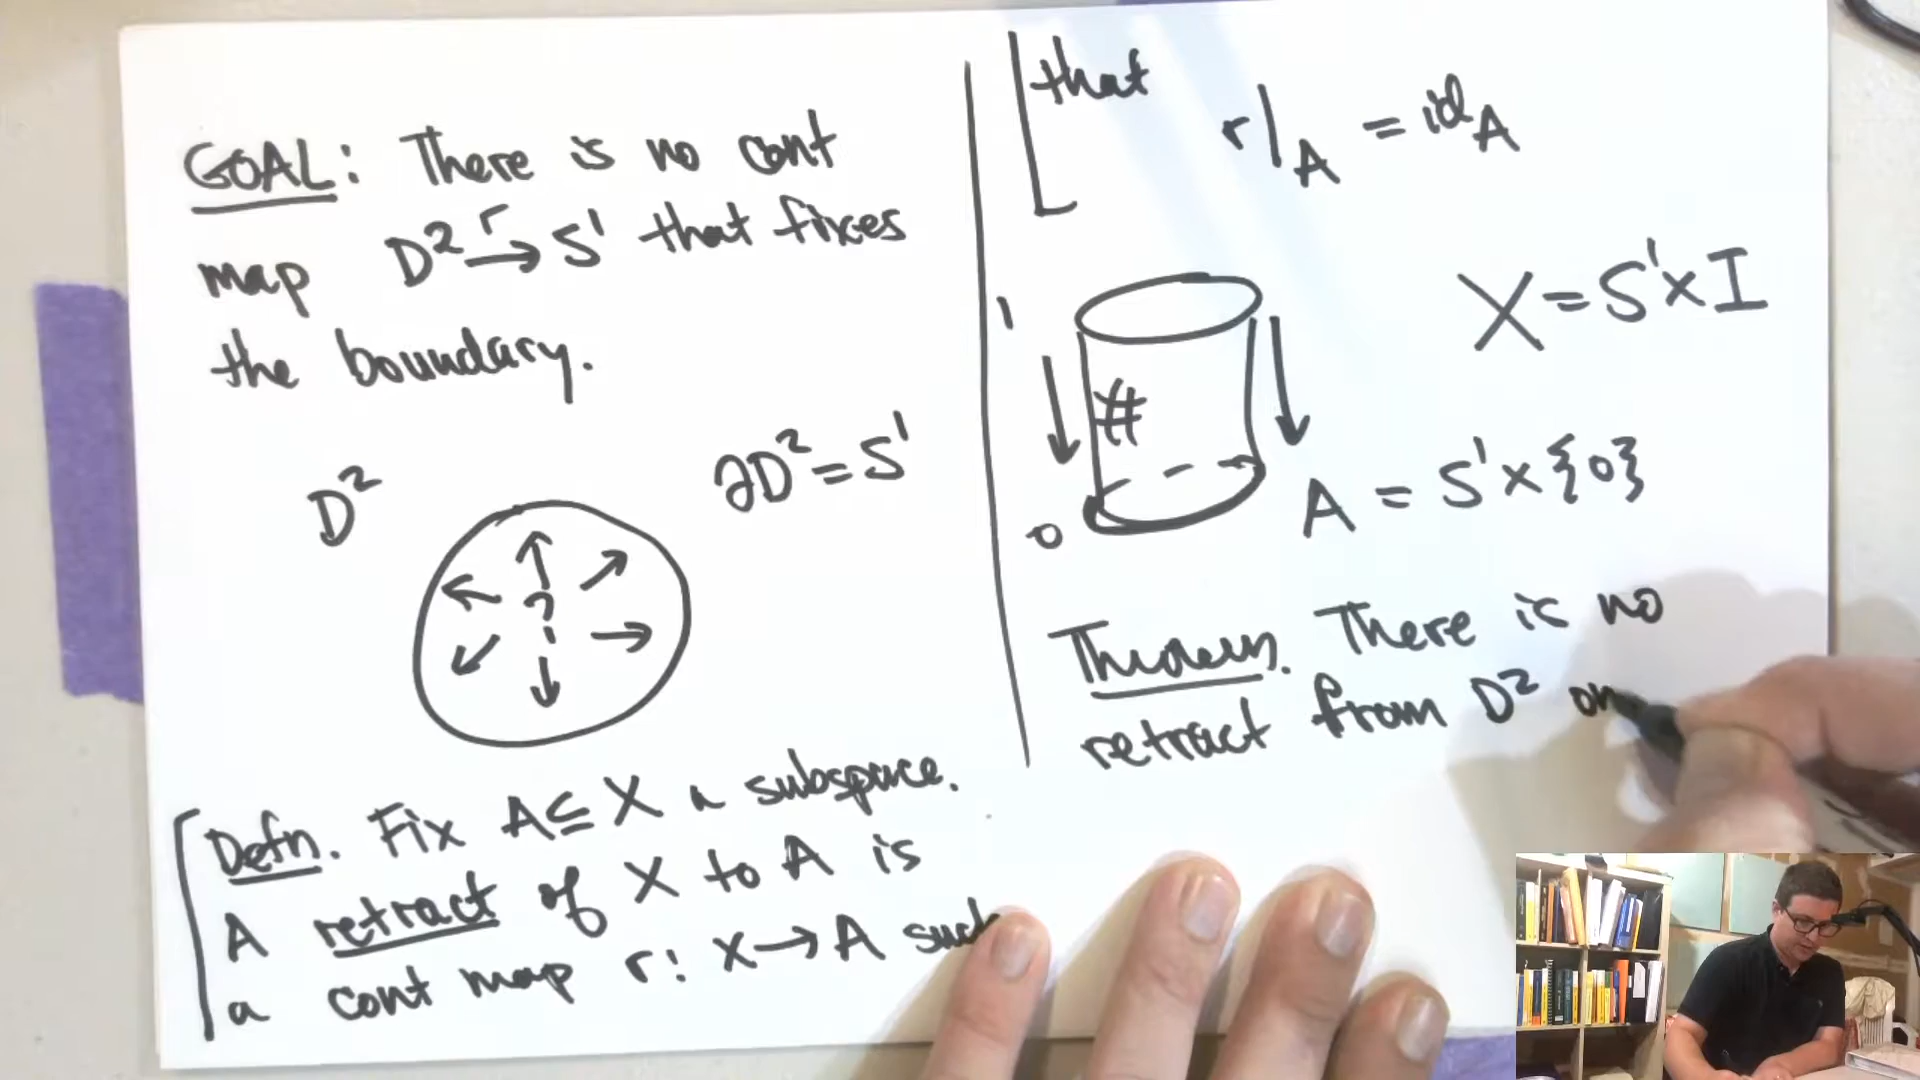 GOAL: There is no cont
map D² r→ S¹ that fixes
the boundary.
D²
∂D² = S¹
Defn. Fix A ⊆ X a subspace.
A retract of X to A is
a cont map r: X → A such
that
r|_A = id_A
1
X = S¹ × I
#
A = S¹ × {0}
0
?
Theorem. There is no
retract from D² on